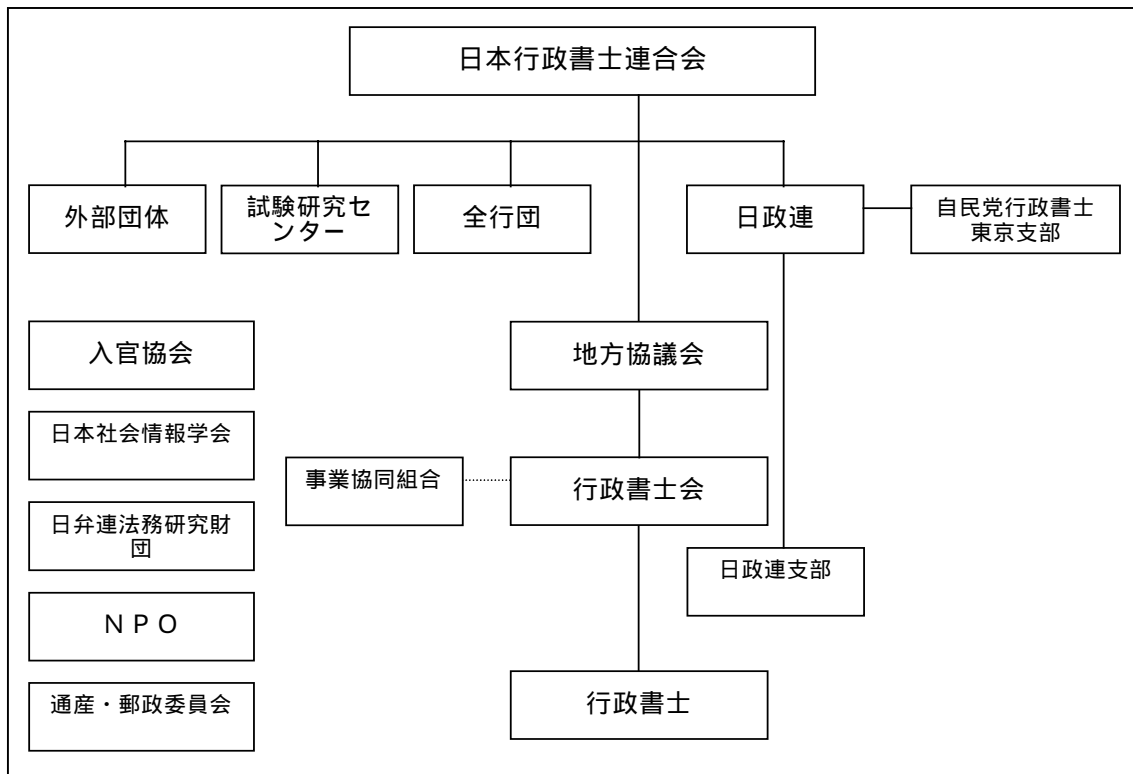 日本行政書士連合会
外部団体
試験研究セ
ンター
全行団
日政連
自民党行政書士
東京支部
入官協会
地方協議会
日本社会情報学会
事業協同組合
行政書士会
日弁連法務研究財
団
日政連支部
ＮＰＯ
通産・郵政委員会
行政書士